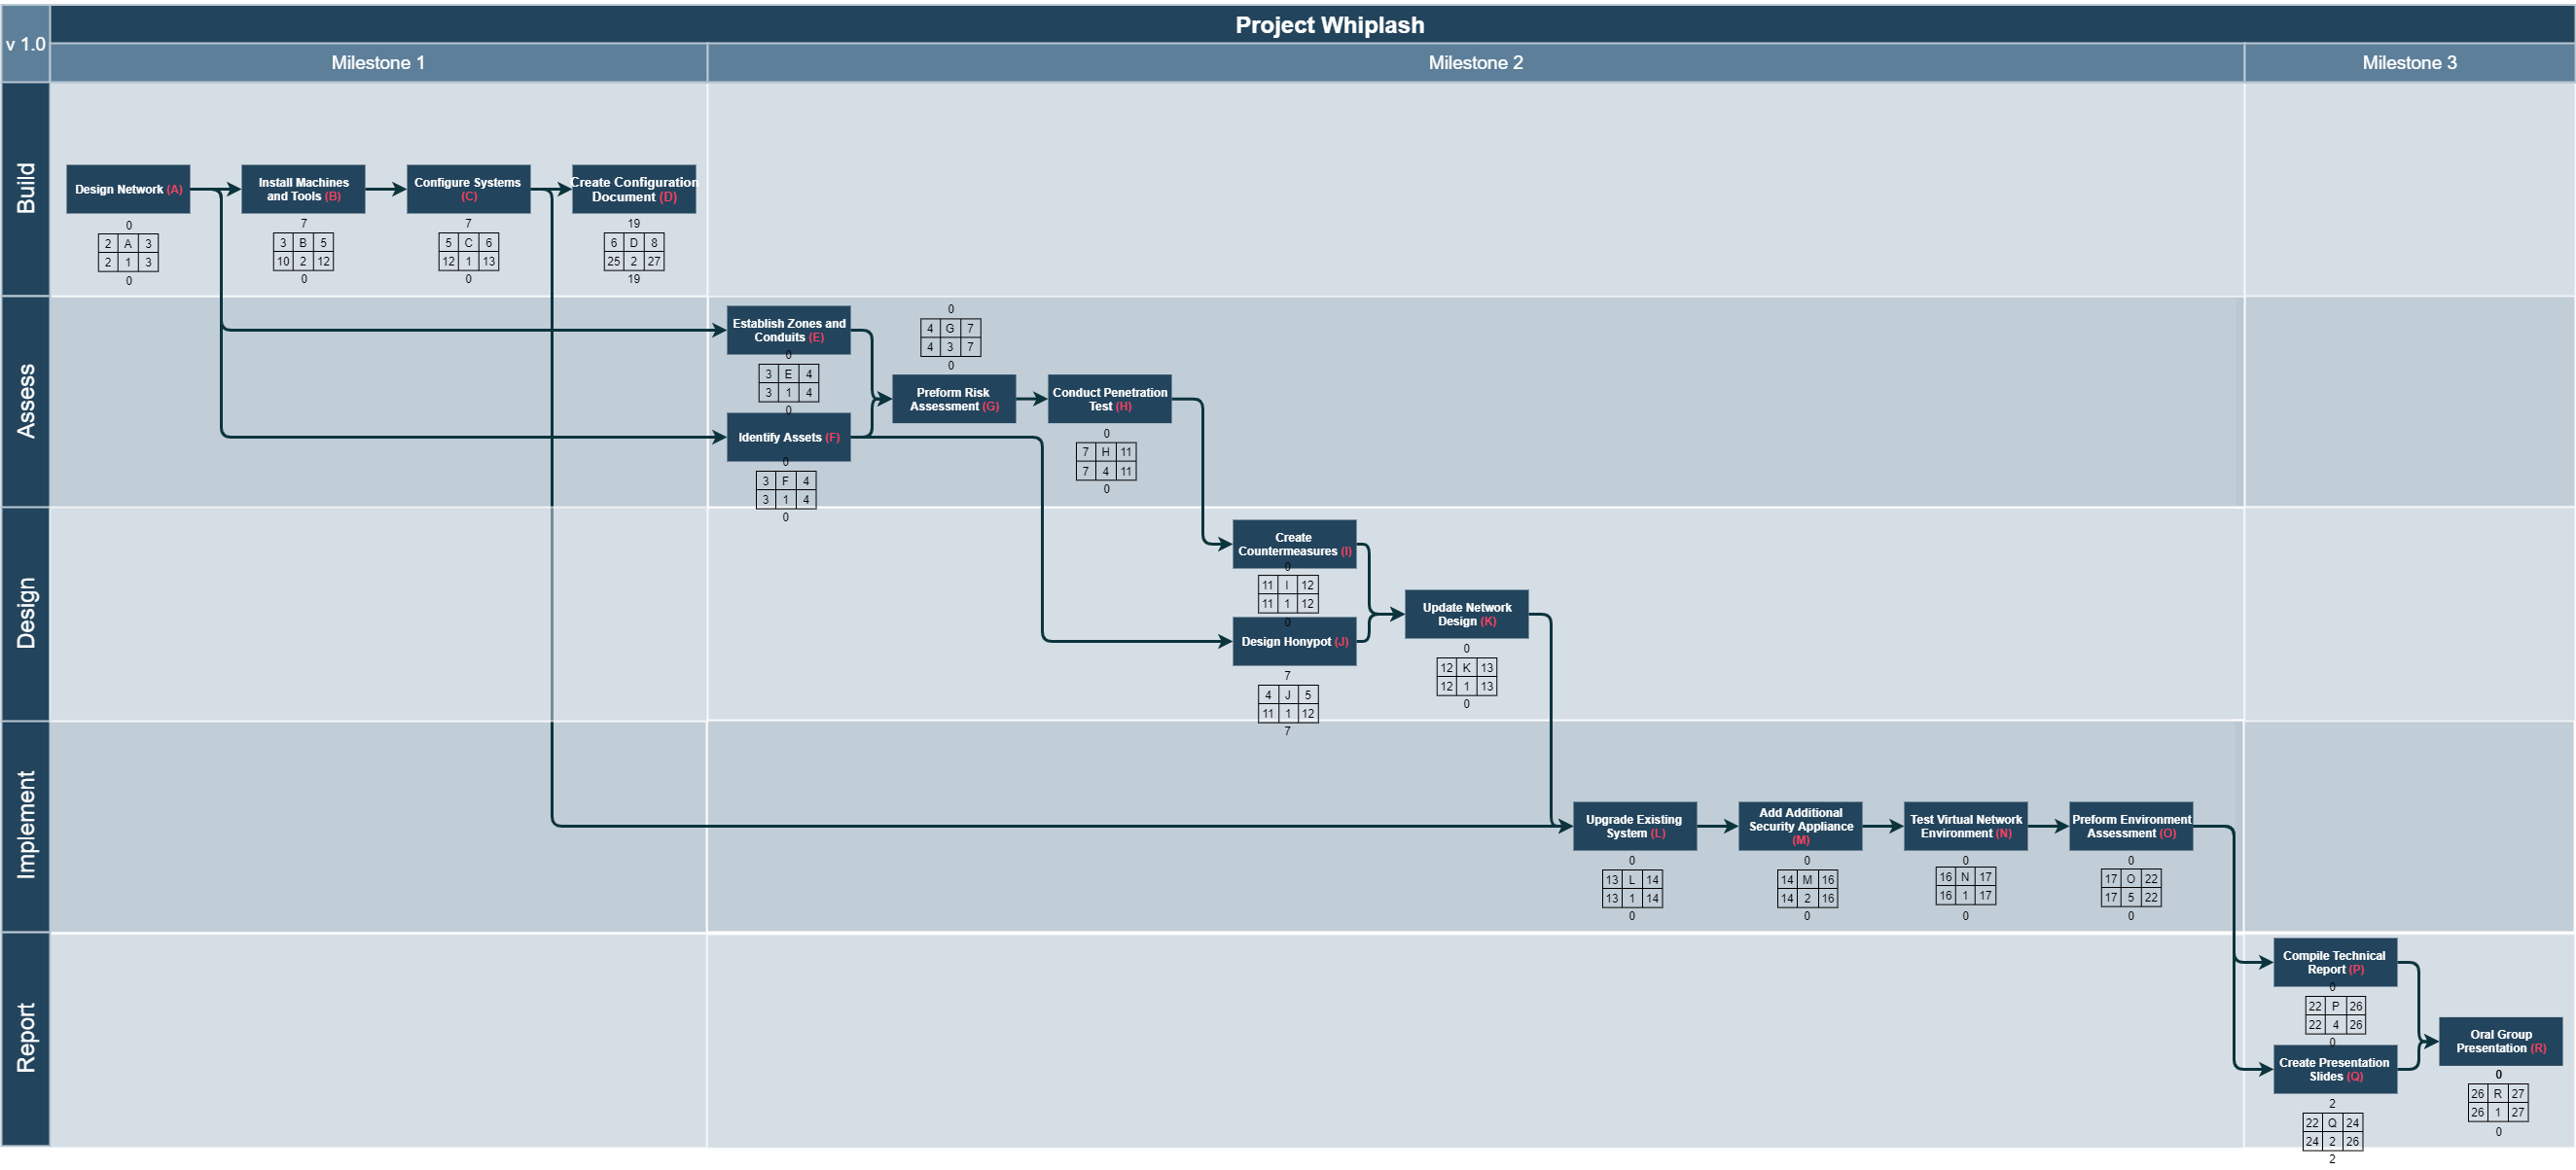 Project Whiplash
v 1.0
Milestone 1
Milestone 2
Milestone 3
Build
Design Network (A)
0
2 A 3
2 1 3
0
Install Machines
and Tools (B)
7
3 B 5
10 2 12
0
Configure Systems
(C)
7
5 C 6
12 1 13
0
Create Configuration
Document (D)
19
6 D 8
25 2 27
19
Assess
Establish Zones and
Conduits (E)
0
3 E 4
3 1 4
0
Identify Assets (F)
0
3 F 4
3 1 4
0
0
4 G 7
4 3 7
0
Preform Risk
Assessment (G)
Conduct Penetration
Test (H)
0
7 H 11
7 4 11
0
Design
Create
Countermeasures (I)
0
11 I 12
11 1 12
0
Design Honypot (J)
7
4 J 5
11 1 12
7
Update Network
Design (K)
0
12 K 13
12 1 13
0
Implement
Upgrade Existing
System (L)
0
13 L 14
13 1 14
0
Add Additional
Security Appliance
(M)
0
14 M 16
14 2 16
0
Test Virtual Network
Environment (N)
0
16 N 17
16 1 17
0
Preform Environment
Assessment (O)
0
17 O 22
17 5 22
0
Report
Compile Technical
Report (P)
0
22 P 26
22 4 26
0
Create Presentation
Slides (Q)
2
22 Q 24
24 2 26
2
Oral Group
Presentation (R)
0
26 R 27
26 1 27
0